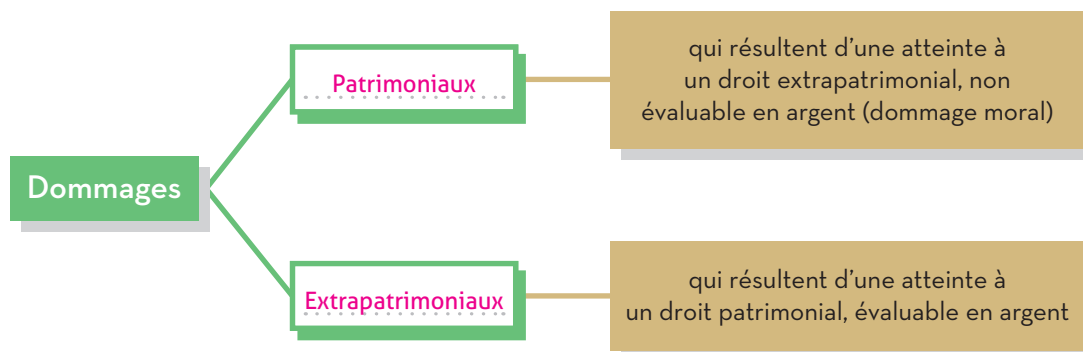 Dommages
Patrimoniaux
qui résultent d’une atteinte à
un droit extrapatrimonial, non
évaluable en argent (dommage moral)
Extrapatrimoniaux
qui résultent d’une atteinte à
un droit patrimonial, évaluable en argent